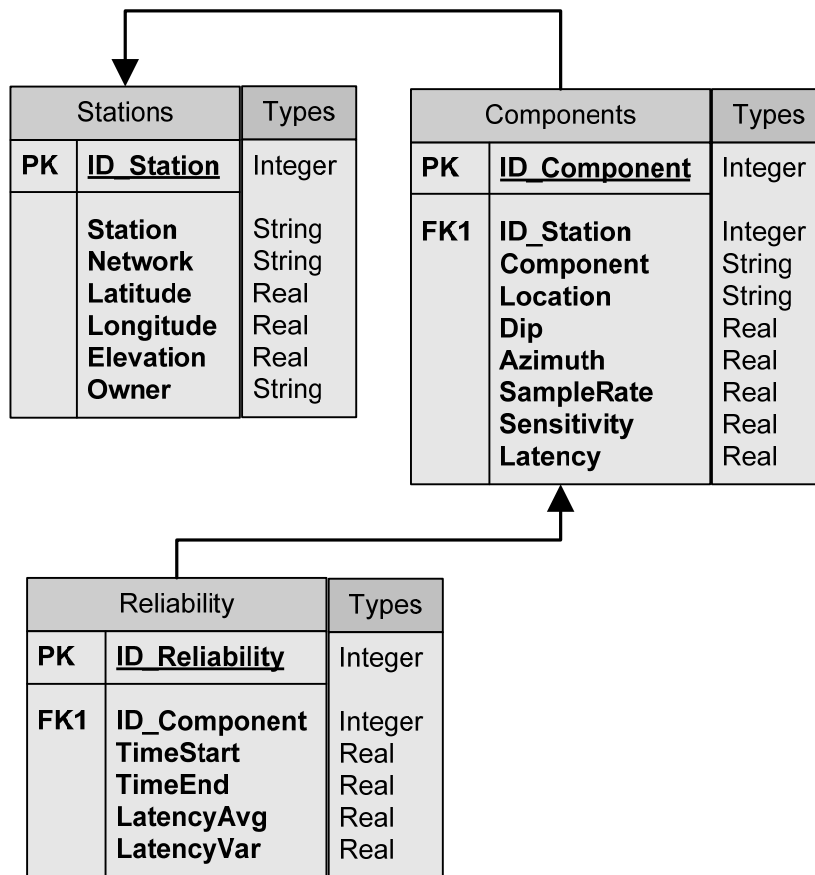 Stations Types
PK ID_Station Integer
Station String
Network String
Latitude Real
Longitude Real
Elevation Real
Owner String
Components Types
PK ID_Component Integer
FK1 ID_Station Integer
Component String
Location String
Dip Real
Azimuth Real
SampleRate Real
Sensitivity Real
Latency Real
Reliability Types
PK ID_Reliability Integer
FK1 ID_Component Integer
TimeStart Real
TimeEnd Real
LatencyAvg Real
LatencyVar Real